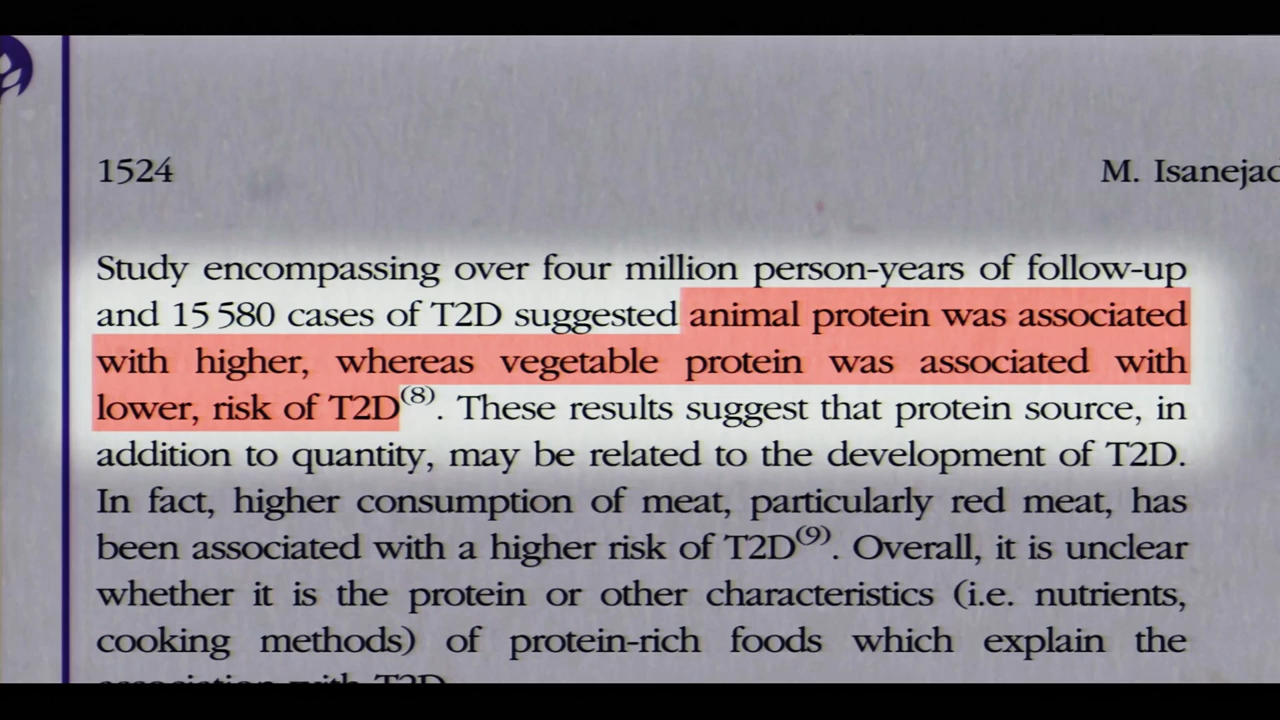 1524
M. Isanejad
Study encompassing over four million person-years of follow-up
and 15 580 cases of T2D suggested animal protein was associated
with higher, whereas vegetable protein was associated with
lower, risk of T2D(8). These results suggest that protein source, in
addition to quantity, may be related to the development of T2D.
In fact, higher consumption of meat, particularly red meat, has
been associated with a higher risk of T2D(9). Overall, it is unclear
whether it is the protein or other characteristics (i.e. nutrients,
cooking methods) of protein-rich foods which explain the
association with T2D.